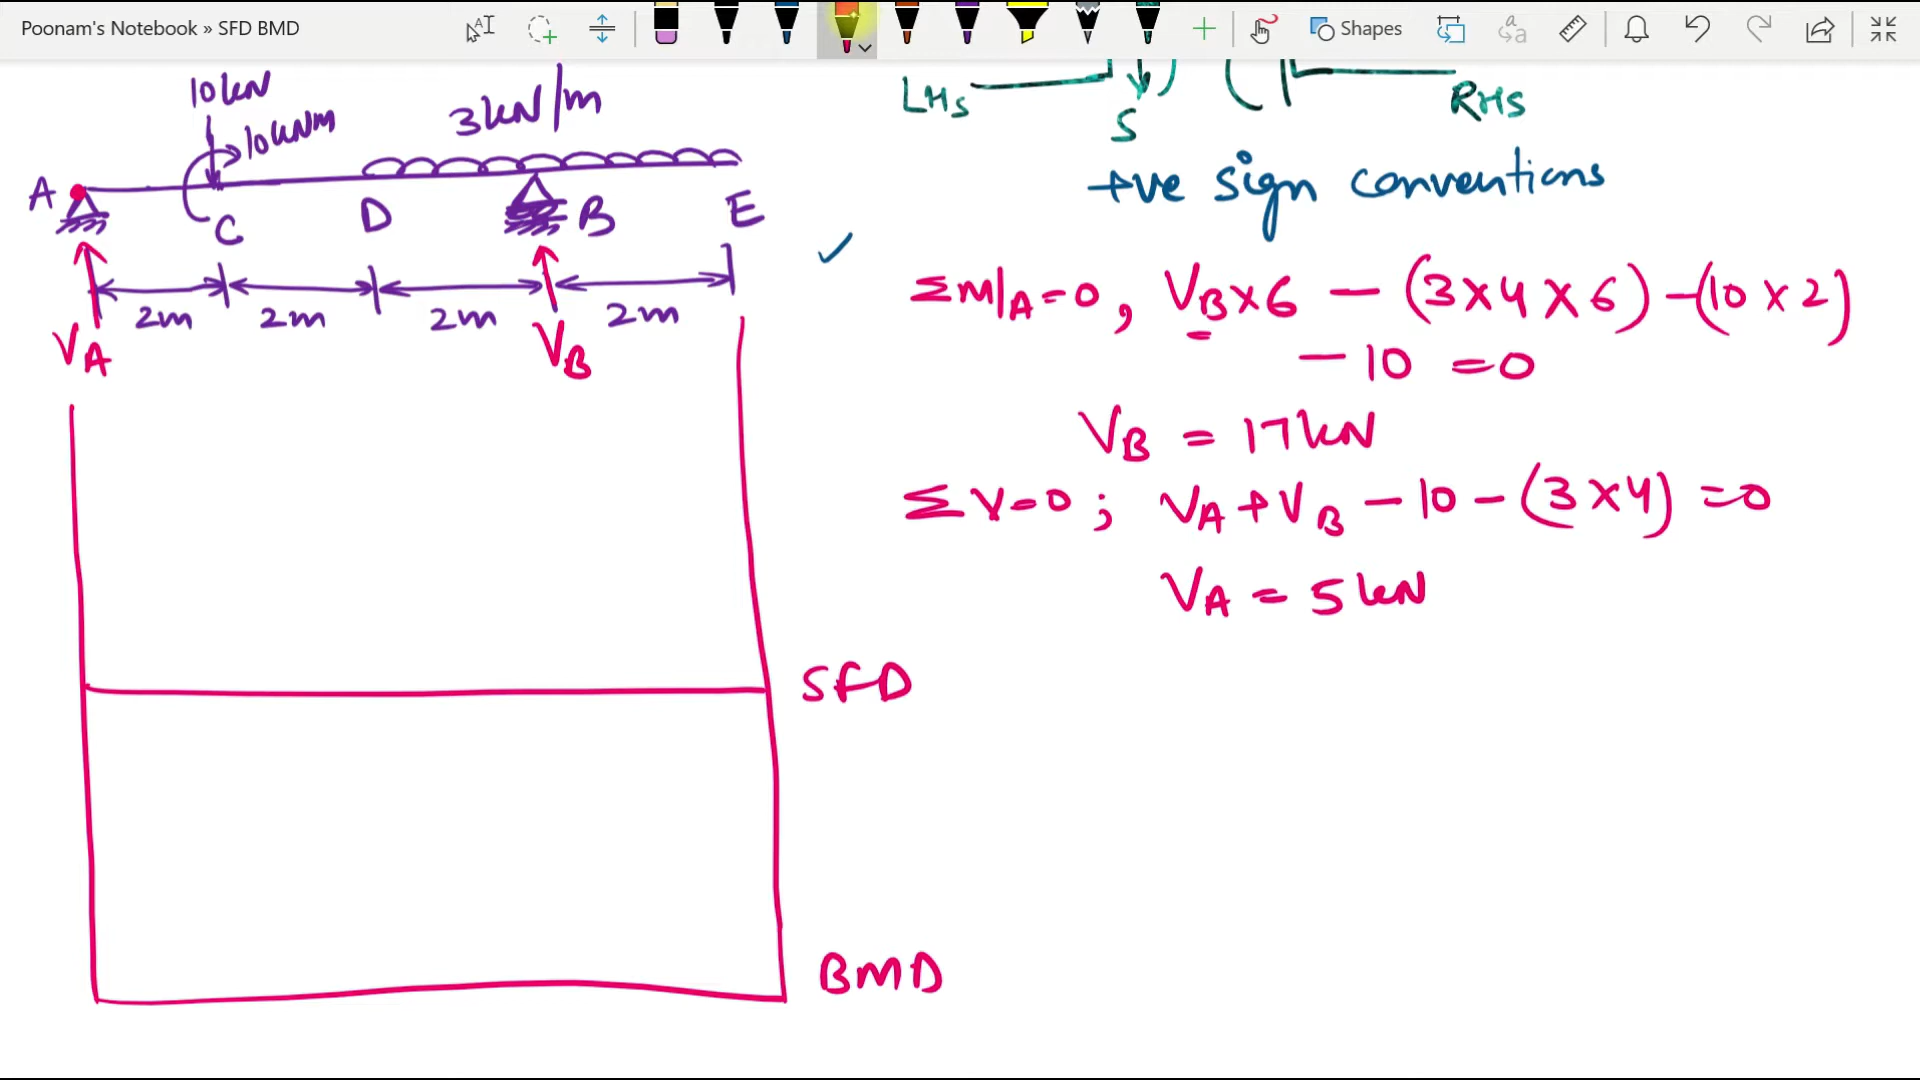 Poonam's Notebook » SFD BMD
Shapes
10kN
10kNm
3kN/m
A
C
D
B
E
2m
2m
2m
2m
VA
VB
SFD
BMD
LHS
S
RHS
+ve sign conventions
ΣM|A=0, VB×6 - (3×4×6) - (10×2)
- 10 = 0
VB = 17kN
ΣV=0; VA+VB - 10 - (3×4) = 0
VA = 5kN